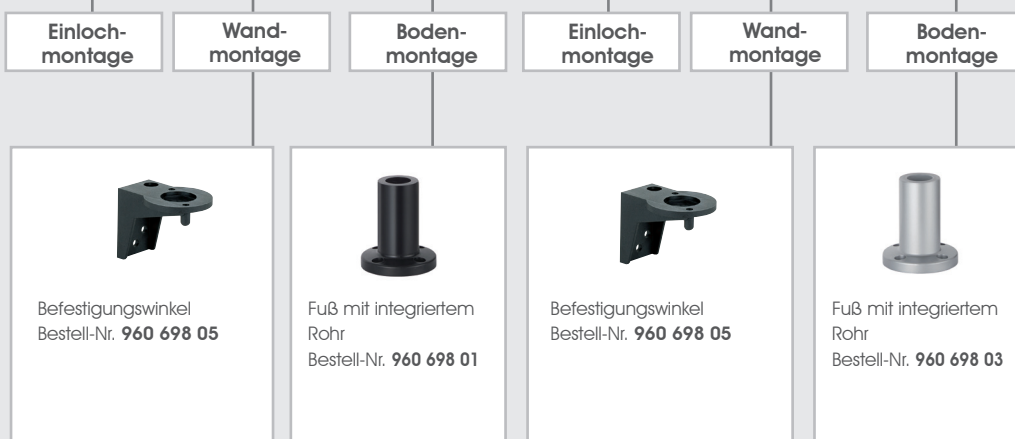 Einloch-
montage
Wand-
montage
Boden-
montage
Einloch-
montage
Wand-
montage
Boden-
montage
Befestigungswinkel
Bestell-Nr. 960 698 05
Fuß mit integriertem
Rohr
Bestell-Nr. 960 698 01
Befestigungswinkel
Bestell-Nr. 960 698 05
Fuß mit integriertem
Rohr
Bestell-Nr. 960 698 03